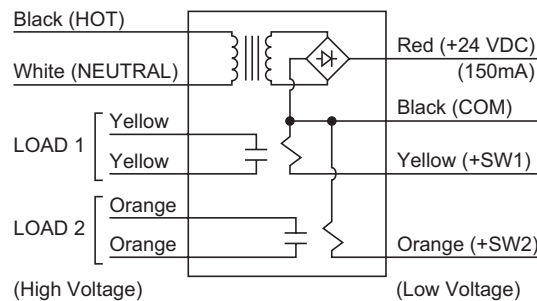 Black (HOT)
White (NEUTRAL)
LOAD 1
Yellow
Yellow
LOAD 2
Orange
Orange
(High Voltage)
Red (+24 VDC)
(150mA)
Black (COM)
Yellow (+SW1)
Orange (+SW2)
(Low Voltage)